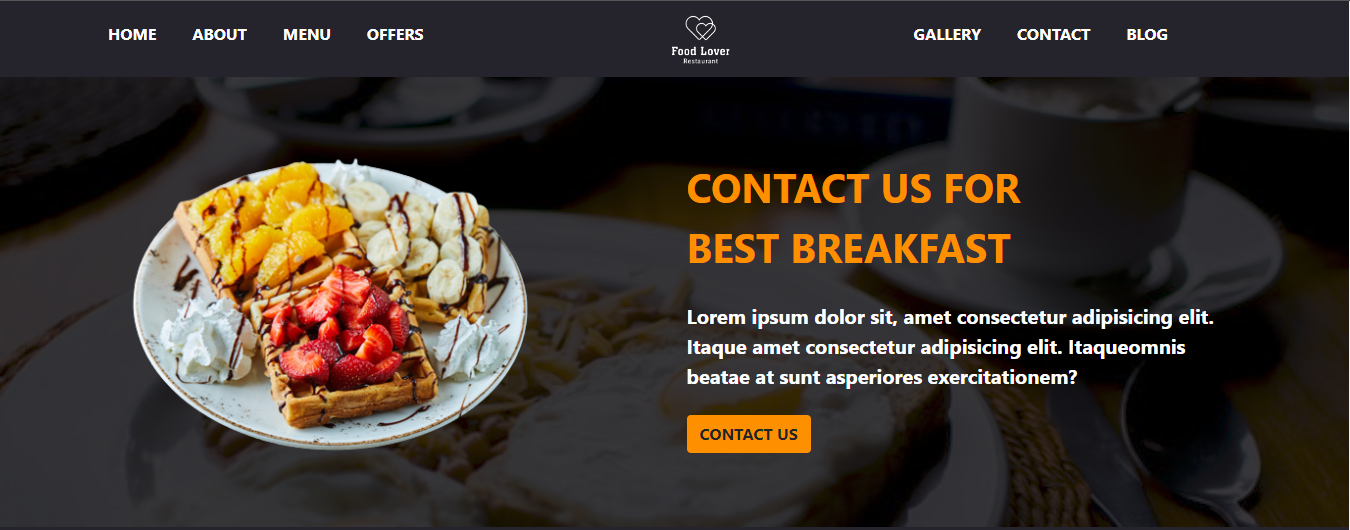 HOME ABOUT MENU OFFERS
Food Lover
Restaurant
GALLERY CONTACT BLOG
CONTACT US FOR
BEST BREAKFAST
Lorem ipsum dolor sit, amet consectetur adipisicing elit.
Itaque amet consectetur adipisicing elit. Itaqueomnis
beatae at sunt asperiores exercitationem?
CONTACT US